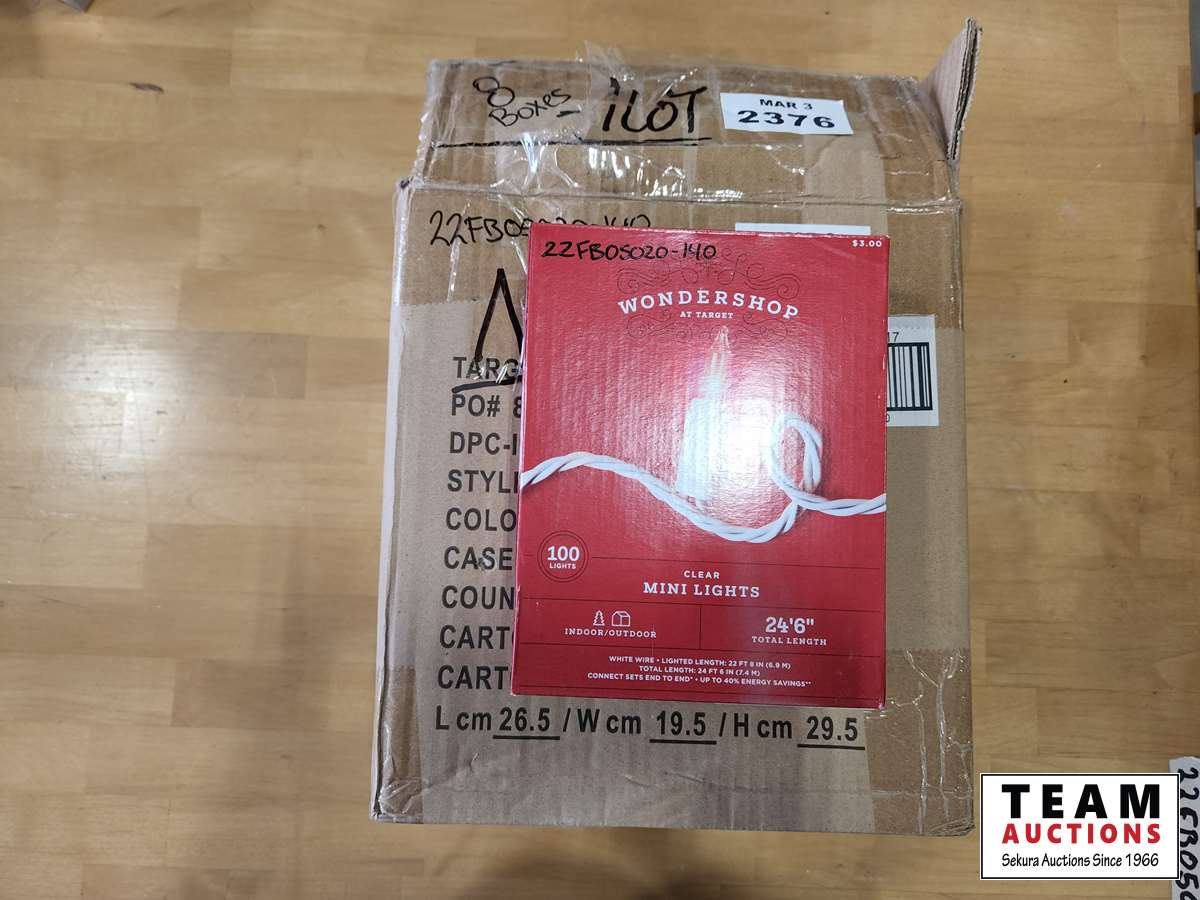 8 Boxes - 1LOT
MAR 3
2376
22FB05020-140
22FB05020-140
$3.00
WONDERSHOP
AT TARGET
TARG
PO# 8
DPC-I
STYL
COLO
CASE
COUN
CART
CART
100
LIGHTS
CLEAR
MINI LIGHTS
INDOOR/OUTDOOR
24'6"
TOTAL LENGTH
WHITE WIRE • LIGHTED LENGTH: 22 FT 8 IN (6.9 M)
TOTAL LENGTH: 24 FT 6 IN (7.4 M)
CONNECT SETS END TO END* • UP TO 40% ENERGY SAVINGS**
L cm 26.5 / W cm 19.5 / H cm 29.5
TEAM
AUCTIONS
Sekura Auctions Since 1966